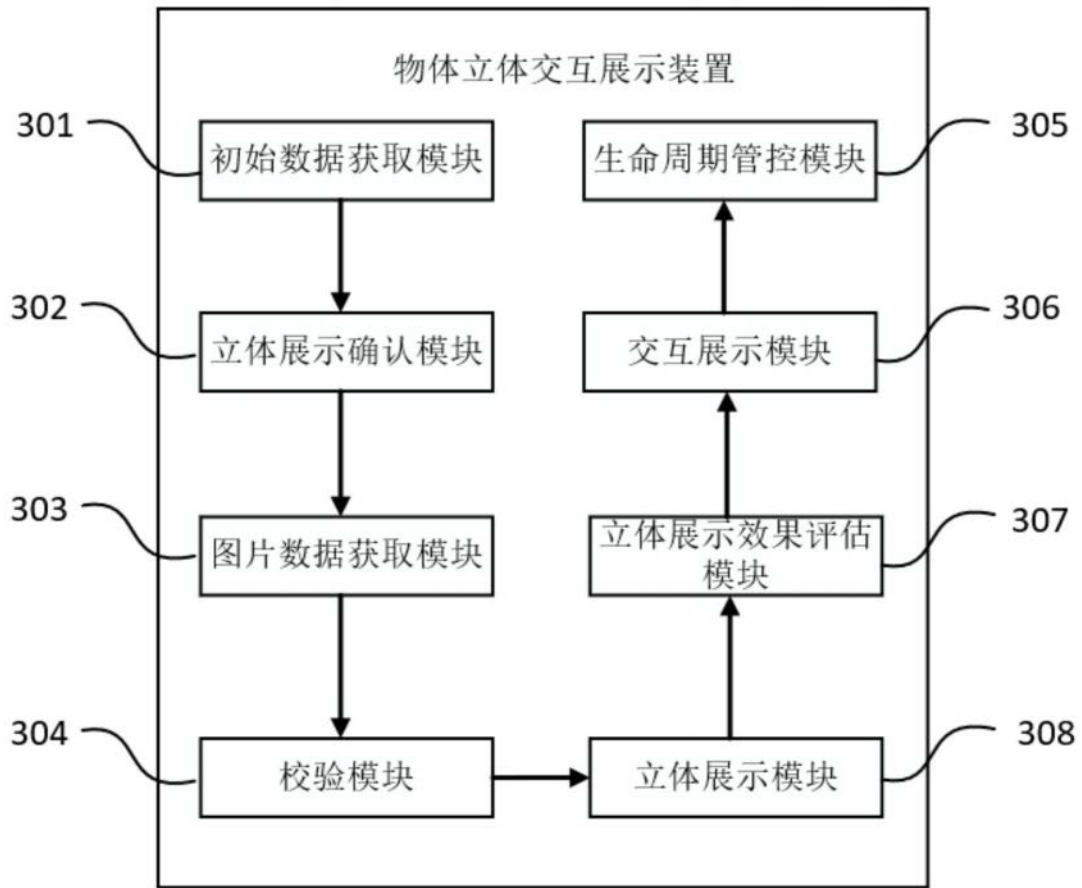 物体立体交互展示装置
301
初始数据获取模块
生命周期管控模块
305
302
立体展示确认模块
交互展示模块
306
303
图片数据获取模块
立体展示效果评估
模块
307
304
校验模块
立体展示模块
308